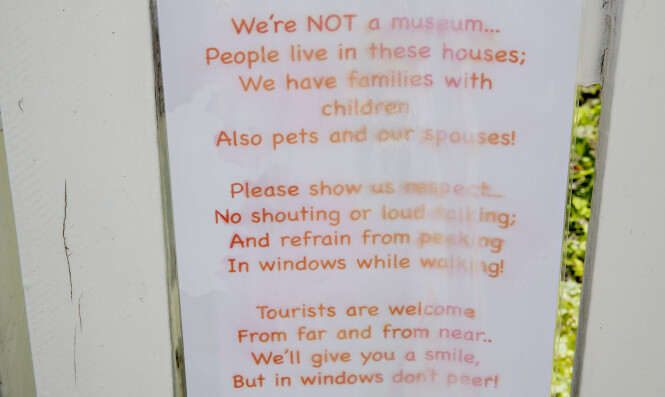 We're NOT a museum...
People live in these houses;
We have families with
children
Also pets and our spouses!
Please show us respect...
No shouting or loud talking;
And refrain from peeking
In windows while walking!
Tourists are welcome
From far and from near..
We'll give you a smile,
But in windows don't peer!